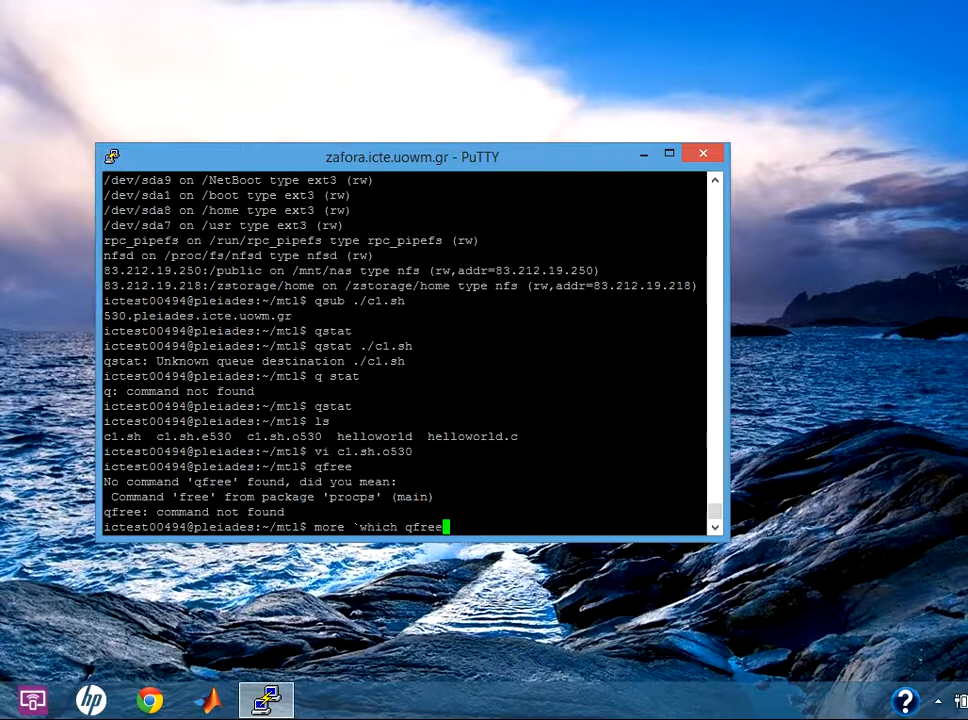 zafora.icte.uowm.gr - PuTTY
/dev/sda9 on /NetBoot type ext3 (rw)
/dev/sda1 on /boot type ext3 (rw)
/dev/sda8 on /home type ext3 (rw)
/dev/sda7 on /usr type ext3 (rw)
rpc_pipefs on /run/rpc_pipefs type rpc_pipefs (rw)
nfsd on /proc/fs/nfsd type nfsd (rw)
83.212.19.250:/public on /mnt/nas type nfs (rw,addr=83.212.19.250)
83.212.19.218:/zstorage/home on /zstorage/home type nfs (rw,addr=83.212.19.218)
ictest00494@pleiades:~/mtl$ qsub ./c1.sh
530.pleiades.icte.uowm.gr
ictest00494@pleiades:~/mtl$ qstat
ictest00494@pleiades:~/mtl$ qstat ./c1.sh
qstat: Unknown queue destination ./c1.sh
ictest00494@pleiades:~/mtl$ q stat
q: command not found
ictest00494@pleiades:~/mtl$ qstat
ictest00494@pleiades:~/mtl$ ls
c1.sh  c1.sh.e530  c1.sh.o530  helloworld  helloworld.c
ictest00494@pleiades:~/mtl$ vi c1.sh.o530
ictest00494@pleiades:~/mtl$ qfree
No command 'qfree' found, did you mean:
 Command 'free' from package 'procps' (main)
qfree: command not found
ictest00494@pleiades:~/mtl$ more `which qfree
hp
?